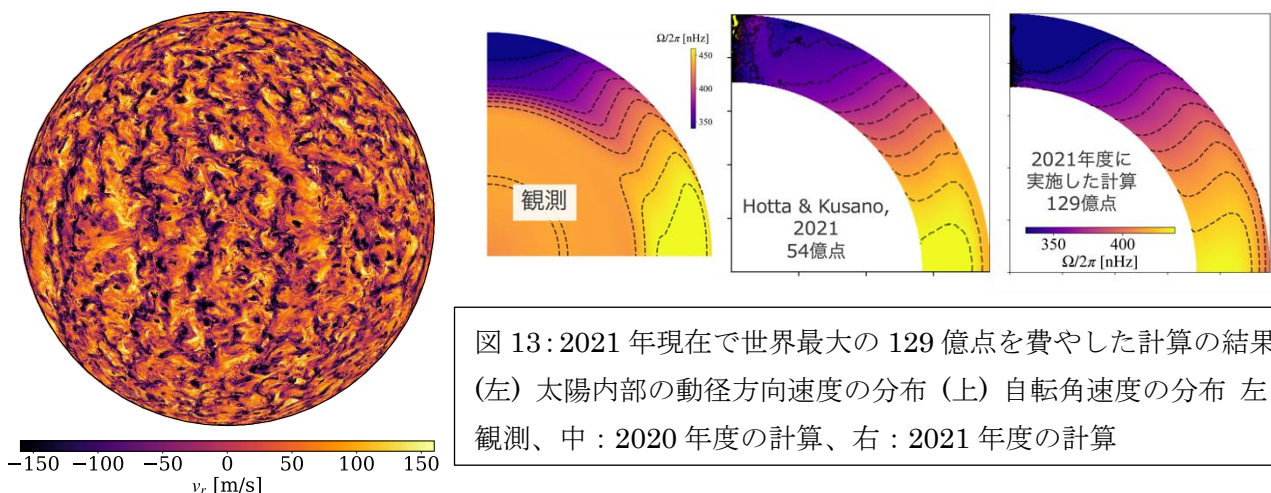 −150 −100 −50 0 50 100 150
v_r [m/s]
Ω/2π [nHz]
450
400
350
観測
Hotta & Kusano,
2021
54億点
2021年度に
実施した計算
129億点
350 400
Ω/2π [nHz]
図 13：2021 年現在で世界最大の 129 億点を費やした計算の結果
(左) 太陽内部の動径方向速度の分布 (上) 自転角速度の分布 左
観測、中：2020 年度の計算、右：2021 年度の計算